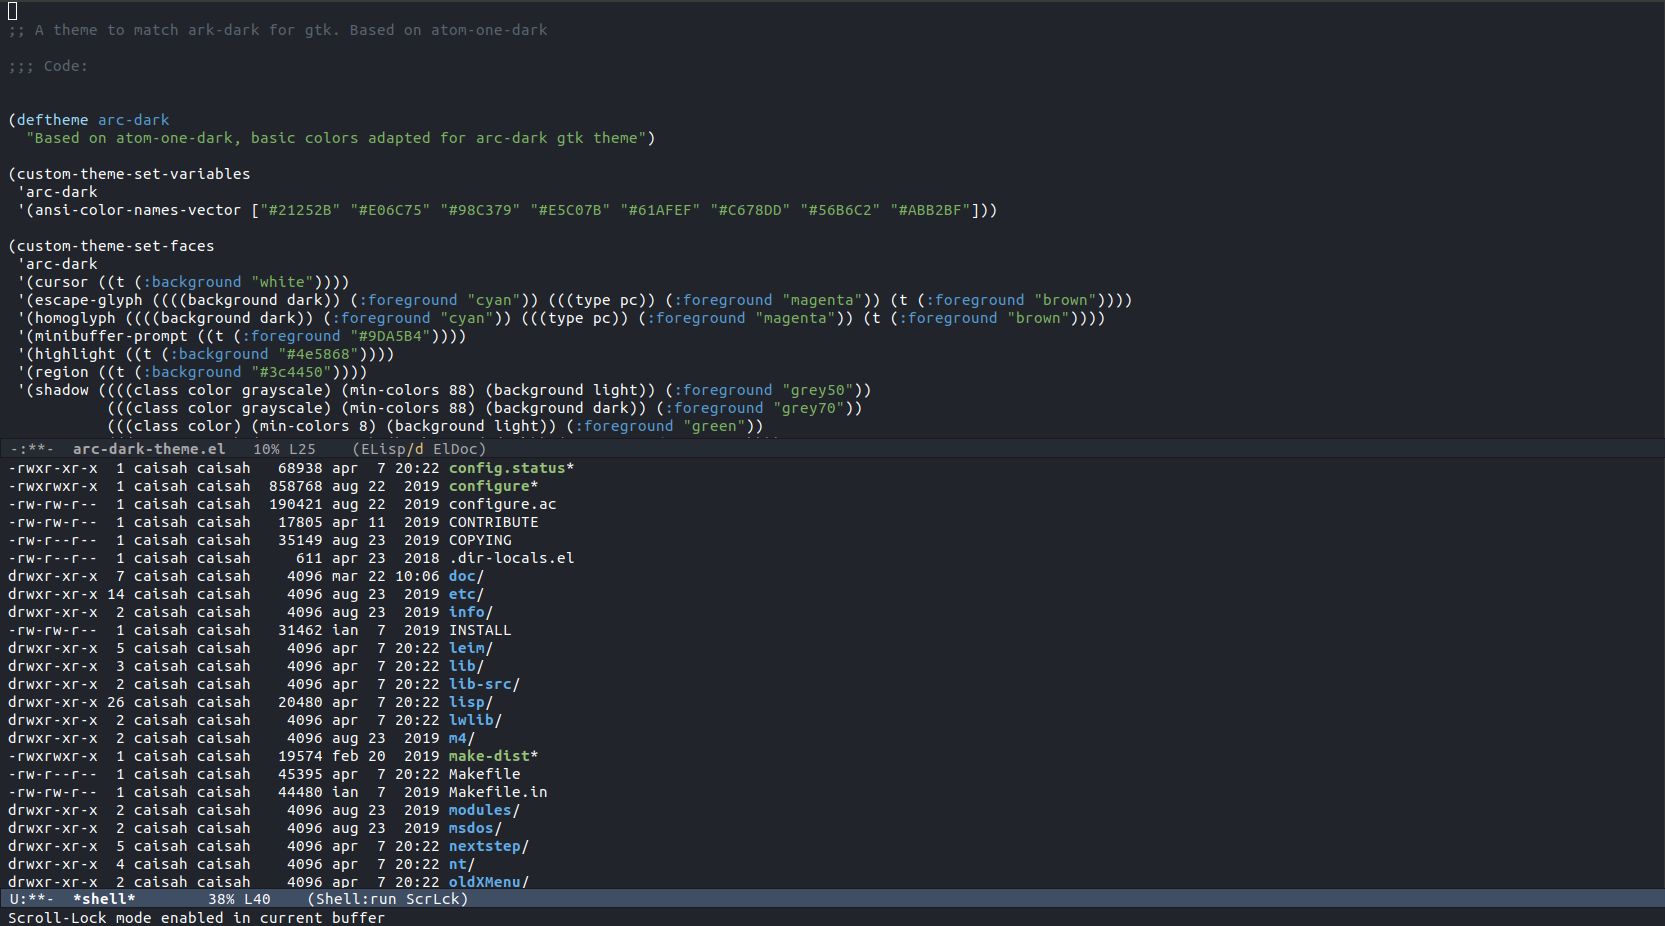 ;; A theme to match ark-dark for gtk. Based on atom-one-dark
;;; Code:
(deftheme arc-dark
  "Based on atom-one-dark, basic colors adapted for arc-dark gtk theme")
(custom-theme-set-variables
 'arc-dark
 '(ansi-color-names-vector ["#21252B" "#E06C75" "#98C379" "#E5C07B" "#61AFEF" "#C678DD" "#56B6C2" "#ABB2BF"]))
(custom-theme-set-faces
 'arc-dark
 '(cursor ((t (:background "white"))))
 '(escape-glyph ((((background dark)) (:foreground "cyan")) (((type pc)) (:foreground "magenta")) (t (:foreground "brown"))))
 '(homoglyph ((((background dark)) (:foreground "cyan")) (((type pc)) (:foreground "magenta")) (t (:foreground "brown"))))
 '(minibuffer-prompt ((t (:foreground "#9DA5B4"))))
 '(highlight ((t (:background "#4e5868"))))
 '(region ((t (:background "#3c4450"))))
 '(shadow ((((class color grayscale) (min-colors 88) (background light)) (:foreground "grey50"))
           (((class color grayscale) (min-colors 88) (background dark)) (:foreground "grey70"))
           (((class color) (min-colors 8) (background light)) (:foreground "green"))
-:**-  arc-dark-theme.el   10% L25    (ELisp/d ElDoc)
-rwxr-xr-x  1 caisah caisah   68938 apr  7 20:22 config.status*
-rwxrwxr-x  1 caisah caisah  858768 aug 22  2019 configure*
-rw-rw-r--  1 caisah caisah  190421 aug 22  2019 configure.ac
-rw-rw-r--  1 caisah caisah   17805 apr 11  2019 CONTRIBUTE
-rw-r--r--  1 caisah caisah   35149 aug 23  2019 COPYING
-rw-r--r--  1 caisah caisah     611 apr 23  2018 .dir-locals.el
drwxr-xr-x  7 caisah caisah    4096 mar 22 10:06 doc/
drwxr-xr-x 14 caisah caisah    4096 aug 23  2019 etc/
drwxr-xr-x  2 caisah caisah    4096 aug 23  2019 info/
-rw-rw-r--  1 caisah caisah   31462 ian  7  2019 INSTALL
drwxr-xr-x  5 caisah caisah    4096 apr  7 20:22 leim/
drwxr-xr-x  3 caisah caisah    4096 apr  7 20:22 lib/
drwxr-xr-x  2 caisah caisah    4096 apr  7 20:22 lib-src/
drwxr-xr-x 26 caisah caisah   20480 apr  7 20:22 lisp/
drwxr-xr-x  2 caisah caisah    4096 apr  7 20:22 lwlib/
drwxr-xr-x  2 caisah caisah    4096 aug 23  2019 m4/
-rwxrwxr-x  1 caisah caisah   19574 feb 20  2019 make-dist*
-rw-r--r--  1 caisah caisah   45395 apr  7 20:22 Makefile
-rw-rw-r--  1 caisah caisah   44480 ian  7  2019 Makefile.in
drwxr-xr-x  2 caisah caisah    4096 aug 23  2019 modules/
drwxr-xr-x  2 caisah caisah    4096 aug 23  2019 msdos/
drwxr-xr-x  5 caisah caisah    4096 apr  7 20:22 nextstep/
drwxr-xr-x  4 caisah caisah    4096 apr  7 20:22 nt/
drwxr-xr-x  2 caisah caisah    4096 apr  7 20:22 oldXMenu/
U:**-  *shell*        38% L40    (Shell:run ScrLck)
Scroll-Lock mode enabled in current buffer